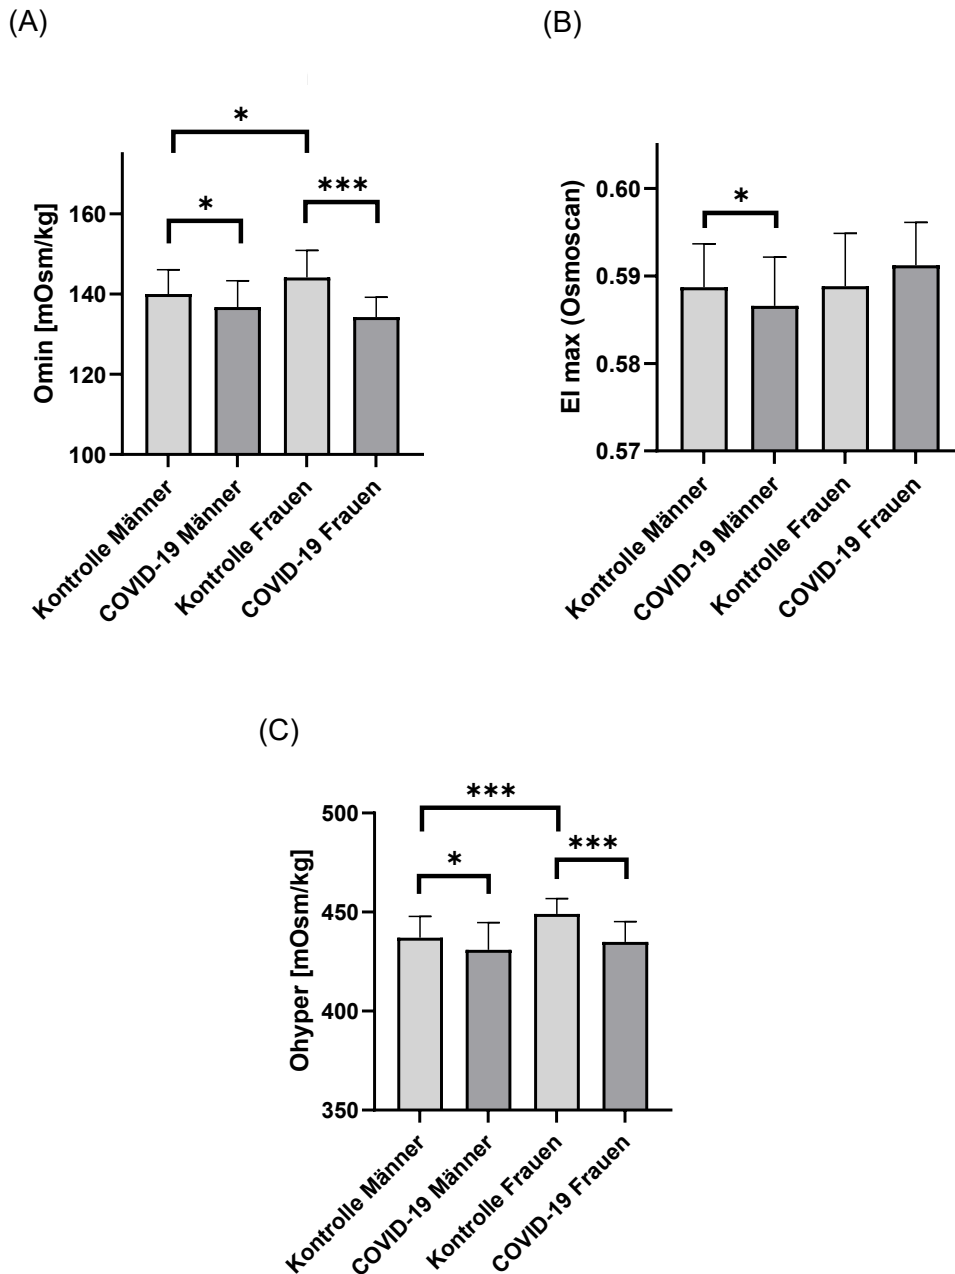 (A)
(B)
*
*
***
Omin [mOsm/kg]
160
140
120
100
Kontrolle Männer
COVID-19 Männer
Kontrolle Frauen
COVID-19 Frauen
*
EI max (Osmoscan)
0.60
0.59
0.58
0.57
Kontrolle Männer
COVID-19 Männer
Kontrolle Frauen
COVID-19 Frauen
(C)
***
*
***
Ohyper [mOsm/kg]
500
450
400
350
Kontrolle Männer
COVID-19 Männer
Kontrolle Frauen
COVID-19 Frauen